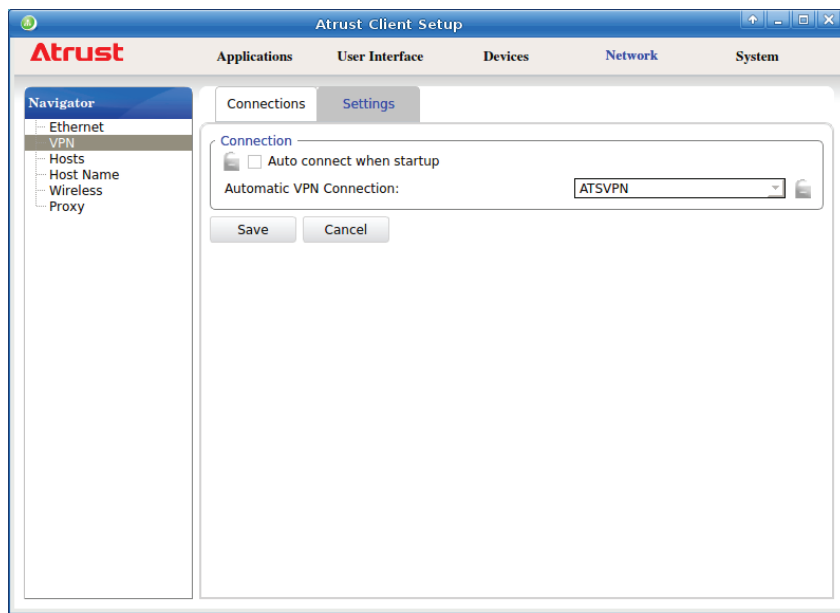 Atrust Client Setup
Atrust
Applications User Interface Devices Network System
Navigator
Ethernet
VPN
Hosts
Host Name
Wireless
Proxy
Connections Settings
Connection
Auto connect when startup
Automatic VPN Connection: ATSVPN
Save Cancel